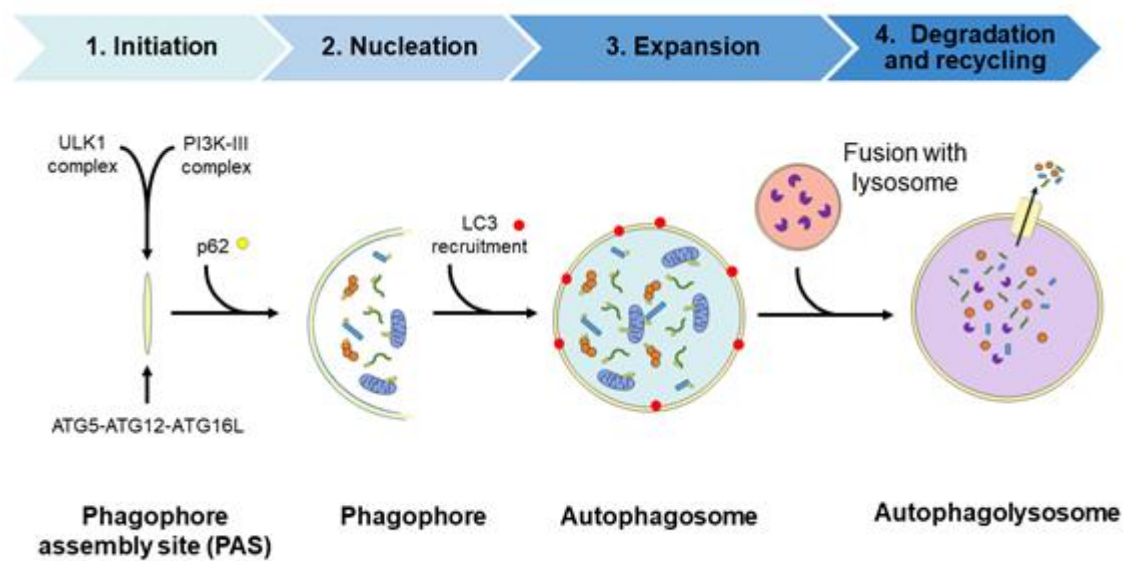 1. Initiation
2. Nucleation
3. Expansion
4. Degradation
and recycling
ULK1
complex
PI3K-III
complex
p62
LC3
recruitment
Fusion with
lysosome
ATG5-ATG12-ATG16L
Phagophore
assembly site (PAS)
Phagophore
Autophagosome
Autophagolysosome